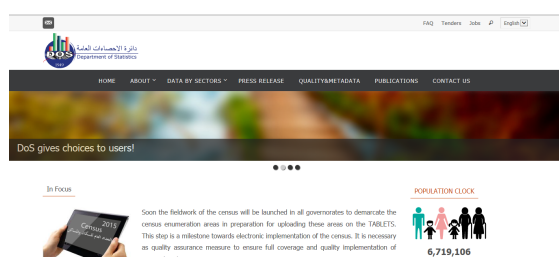 FAQ Tenders Jobs English
دائرة الاحصاءات العامة
DOS Department of Statistics
HOME ABOUT DATA BY SECTORS PRESS RELEASE QUALITY&METADATA PUBLICATIONS CONTACT US
DoS gives choices to users!
In Focus
POPULATION CLOCK
Census 2015
Soon the fieldwork of the census will be launched in all governorates to demarcate the
census enumeration areas in preparation for uploading these areas on the TABLETS.
This step is a milestone towards electronic implementation of the census. It is necessary
as quality assurance measure to ensure full coverage and quality implementation of
6,719,106